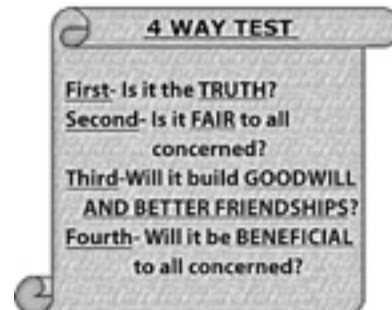 4 WAY TEST
First- Is it the TRUTH?
Second- Is it FAIR to all
concerned?
Third-Will it build GOODWILL
AND BETTER FRIENDSHIPS?
Fourth- Will it be BENEFICIAL
to all concerned?